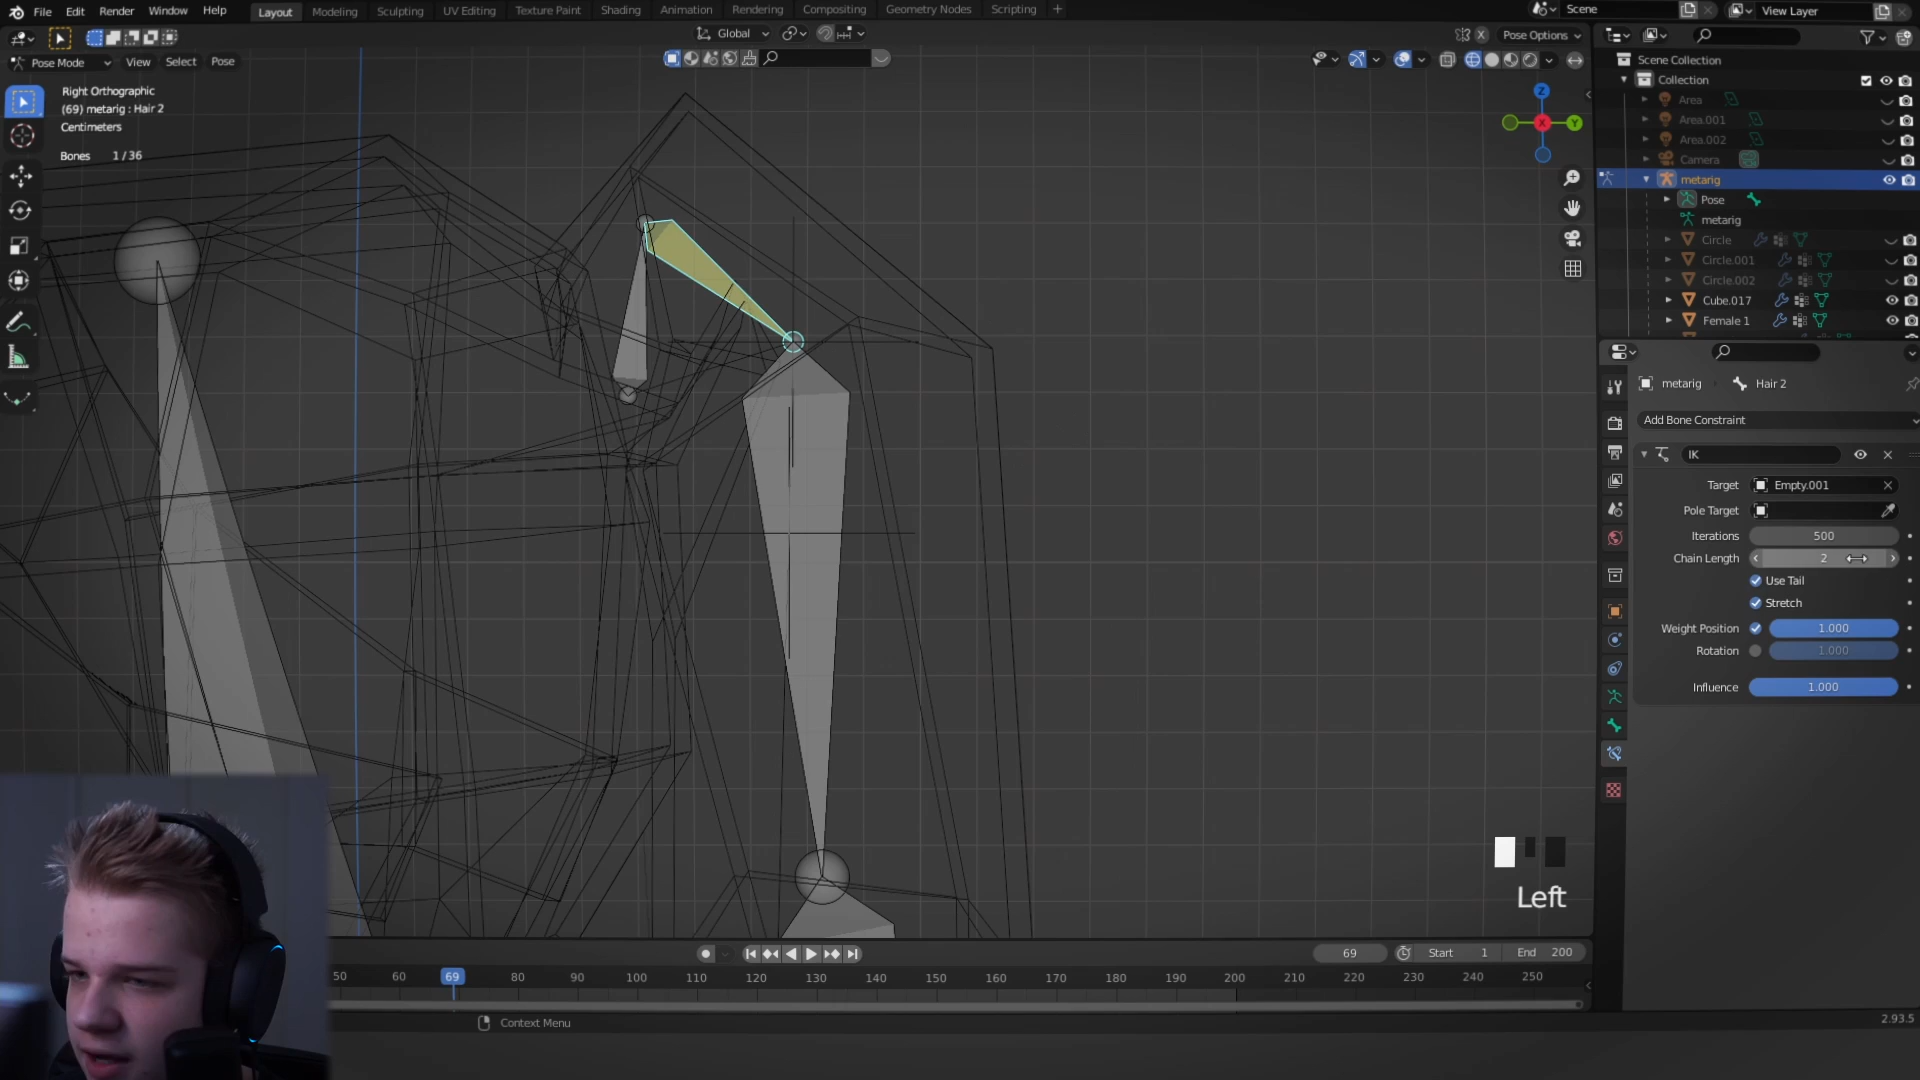 File Edit Render Window Help Layout Modeling Sculpting UV Editing Texture Paint Shading Animation Rendering Compositing Geometry Nodes Scripting + Scene View Layer
Global Pose Options
Pose Mode View Select Pose
Right Orthographic
(69) metarig : Hair 2
Centimeters
Bones 1 / 36
Z
X
Y
Scene Collection
Collection
Area
Area.001
Area.002
Camera
metarig
Pose
metarig
Circle
Circle.001
Circle.002
Cube.017
Female 1
metarig Hair 2
Add Bone Constraint
IK
Target Empty.001
Pole Target
Iterations 500
Chain Length 2
Use Tail
Stretch
Weight Position 1.000
Rotation 1.000
Influence 1.000
Left
69 Start 1 End 200
50 60 69 80 90 100 110 120 130 140 150 160 170 180 190 200 210 220 230 240 250
Context Menu
2.93.5